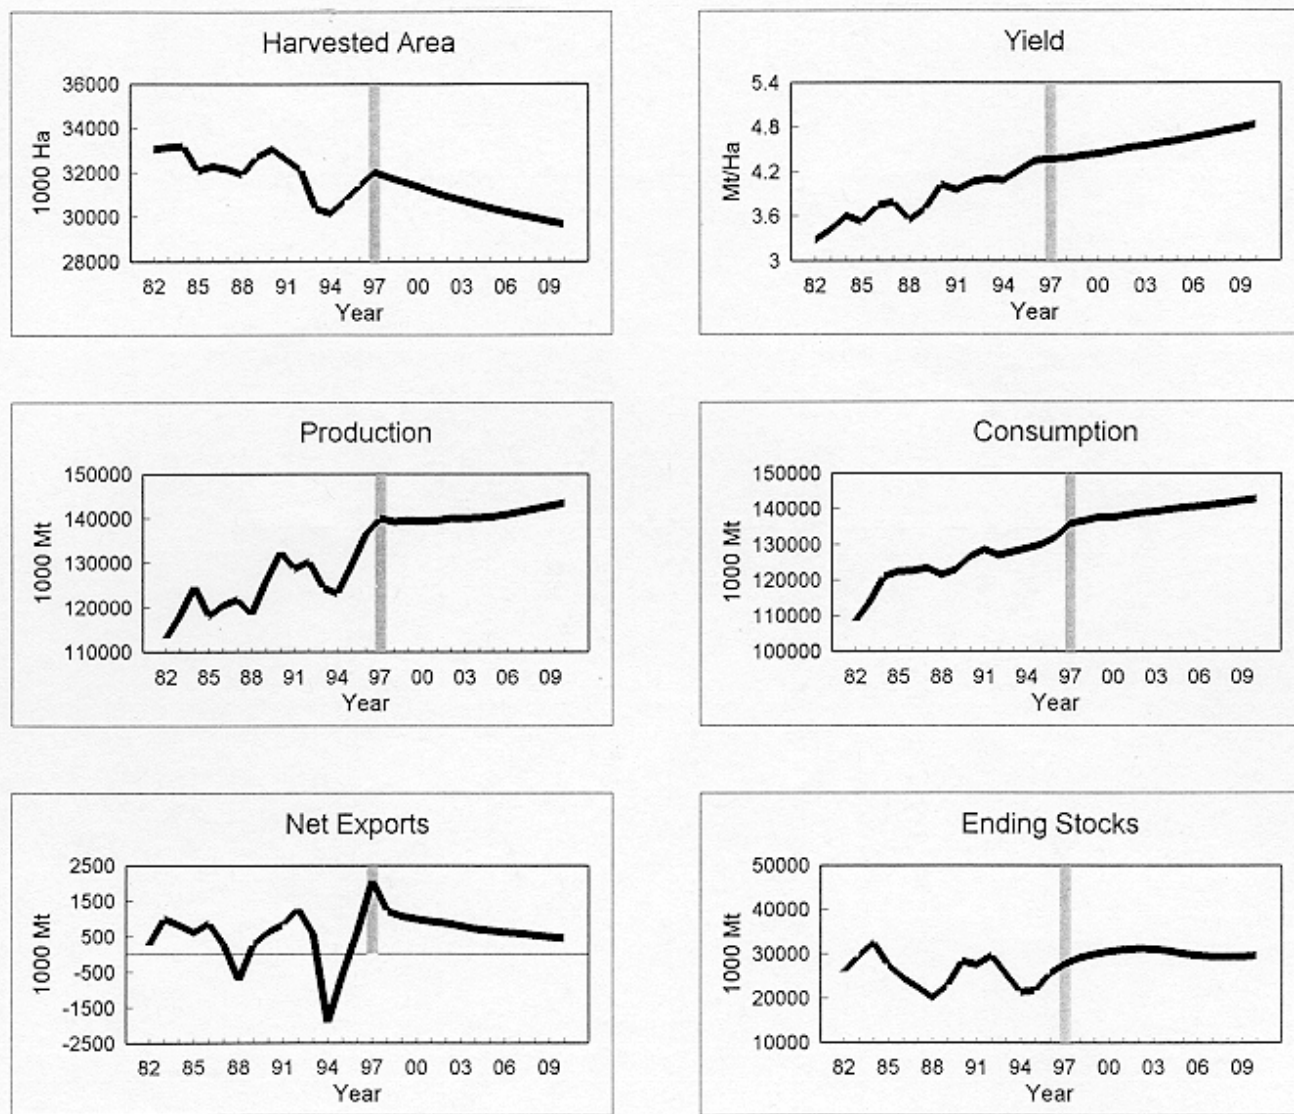 Harvested Area
1000 Ha
36000
34000
32000
30000
28000
82 85 88 91 94 97 00 03 06 09
Year
Yield
Mt/Ha
5.4
4.8
4.2
3.6
3
82 85 88 91 94 97 00 03 06 09
Year
Production
1000 Mt
150000
140000
130000
120000
110000
82 85 88 91 94 97 00 03 06 09
Year
Consumption
1000 Mt
150000
140000
130000
120000
110000
100000
82 85 88 91 94 97 00 03 06 09
Year
Net Exports
1000 Mt
2500
1500
500
-500
-1500
-2500
82 85 88 91 94 97 00 03 06 09
Year
Ending Stocks
1000 Mt
50000
40000
30000
20000
10000
82 85 88 91 94 97 00 03 06 09
Year